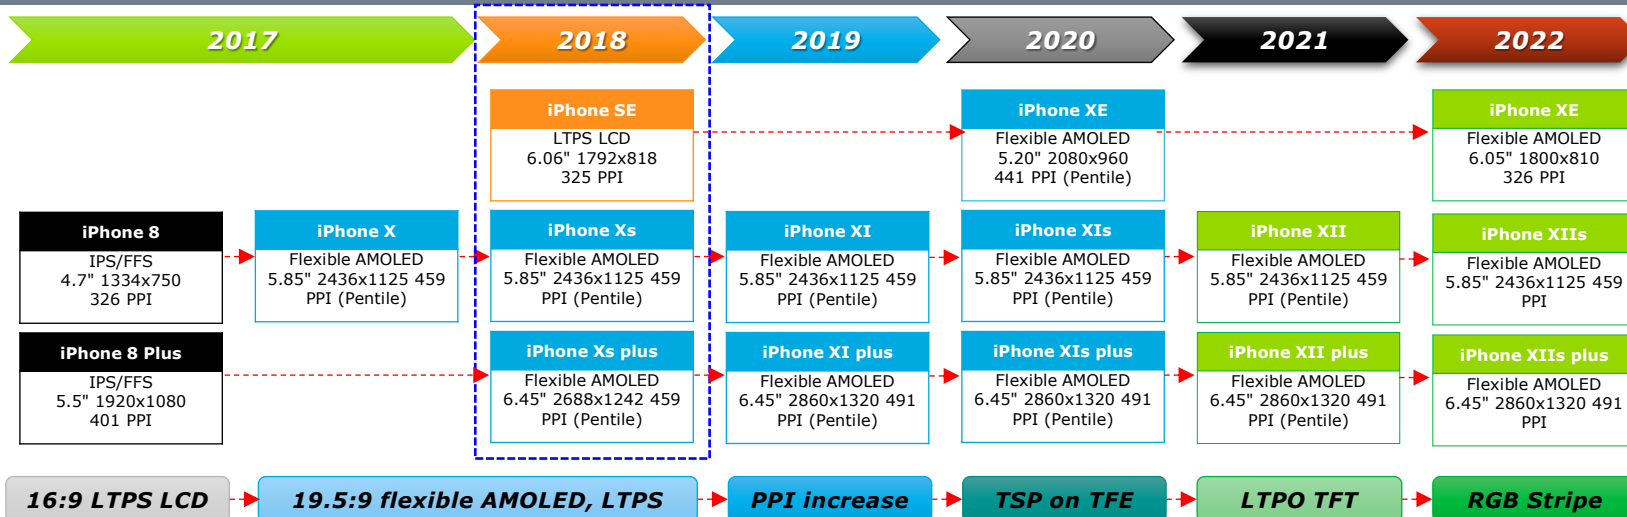 2017
2018
2019
2020
2021
2022
iPhone SE
LTPS LCD
6.06" 1792x818
325 PPI
iPhone XE
Flexible AMOLED
5.20" 2080x960
441 PPI (Pentile)
iPhone XE
Flexible AMOLED
6.05" 1800x810
326 PPI
iPhone 8
IPS/FFS
4.7" 1334x750
326 PPI
iPhone X
Flexible AMOLED
5.85" 2436x1125 459
PPI (Pentile)
iPhone Xs
Flexible AMOLED
5.85" 2436x1125 459
PPI (Pentile)
iPhone XI
Flexible AMOLED
5.85" 2436x1125 459
PPI (Pentile)
iPhone XIs
Flexible AMOLED
5.85" 2436x1125 459
PPI (Pentile)
iPhone XII
Flexible AMOLED
5.85" 2436x1125 459
PPI (Pentile)
iPhone XIIs
Flexible AMOLED
5.85" 2436x1125 459
PPI
iPhone 8 Plus
IPS/FFS
5.5" 1920x1080
401 PPI
iPhone Xs plus
Flexible AMOLED
6.45" 2688x1242 459
PPI (Pentile)
iPhone XI plus
Flexible AMOLED
6.45" 2860x1320 491
PPI (Pentile)
iPhone XIs plus
Flexible AMOLED
6.45" 2860x1320 491
PPI (Pentile)
iPhone XII plus
Flexible AMOLED
6.45" 2860x1320 491
PPI (Pentile)
iPhone XIIs plus
Flexible AMOLED
6.45" 2860x1320 491
PPI
16:9 LTPS LCD
19.5:9 flexible AMOLED, LTPS
PPI increase
TSP on TFE
LTPO TFT
RGB Stripe